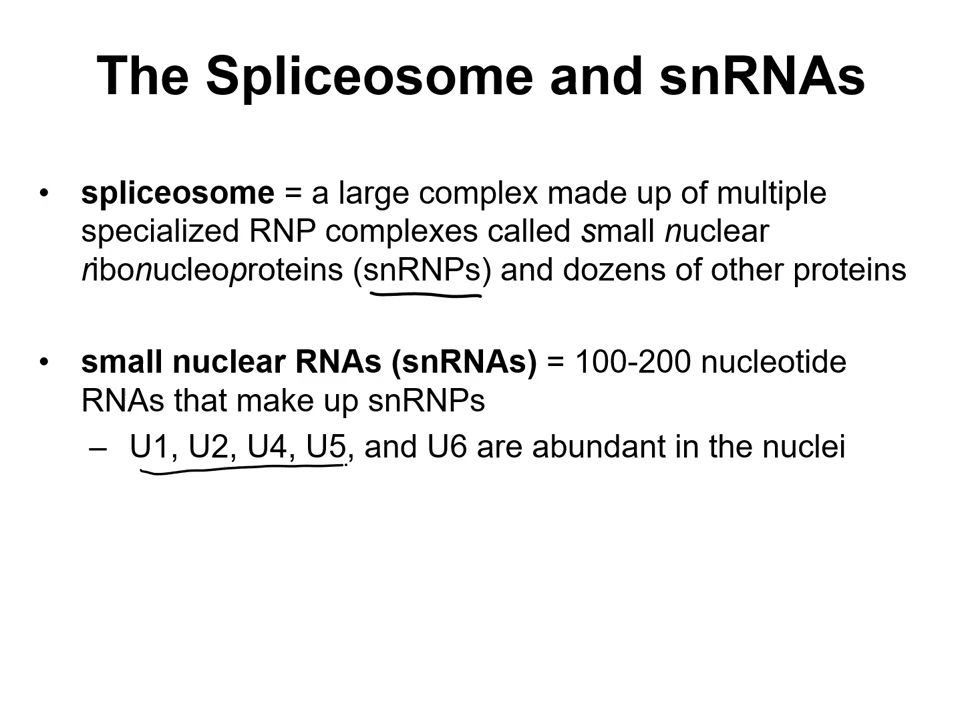 The Spliceosome and snRNAs
• spliceosome = a large complex made up of multiple
specialized RNP complexes called small nuclear
ribonucleoproteins (snRNPs) and dozens of other proteins
• small nuclear RNAs (snRNAs) = 100-200 nucleotide
RNAs that make up snRNPs
– U1, U2, U4, U5, and U6 are abundant in the nuclei